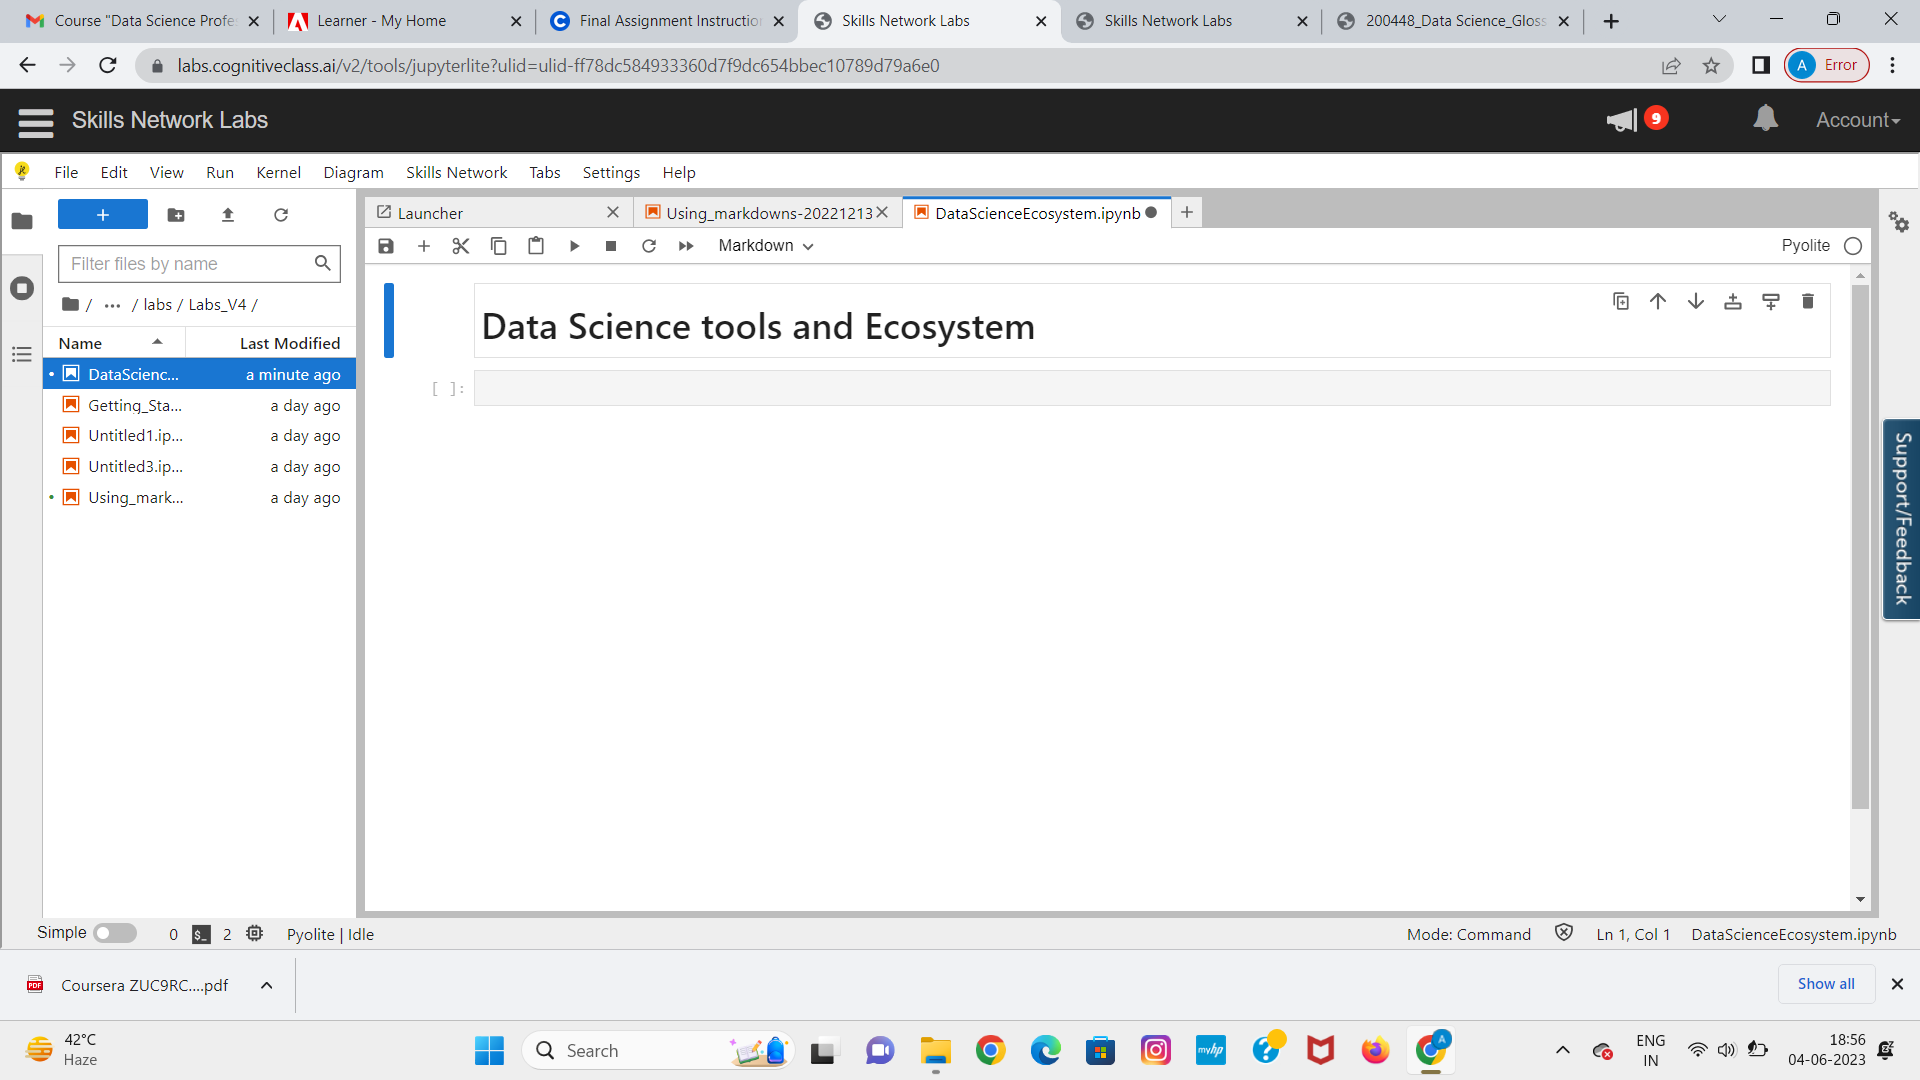 Course "Data Science Profe
Learner - My Home
Final Assignment Instruction
Skills Network Labs
Skills Network Labs
200448_Data Science_Gloss
labs.cognitiveclass.ai/v2/tools/jupyterlite?ulid=ulid-ff78dc584933360d7f9dc654bbec10789d79a6e0
A Error
Skills Network Labs
9
Account
File Edit View Run Kernel Diagram Skills Network Tabs Settings Help
Launcher
Using_markdowns-20221213
DataScienceEcosystem.ipynb
Markdown
Pyolite
Filter files by name
/ ... / labs / Labs_V4 /
Name Last Modified
DataScienc... a minute ago
Getting_Sta... a day ago
Untitled1.ip... a day ago
Untitled3.ip... a day ago
Using_mark... a day ago
Data Science tools and Ecosystem
[ ]:
Support/Feedback
Simple 0 $_ 2 Pyolite | Idle
Mode: Command Ln 1, Col 1 DataScienceEcosystem.ipynb
PDF Coursera ZUC9RC....pdf
Show all
42°C
Haze
Search
myhp
A
ENG
IN
18:56
04-06-2023